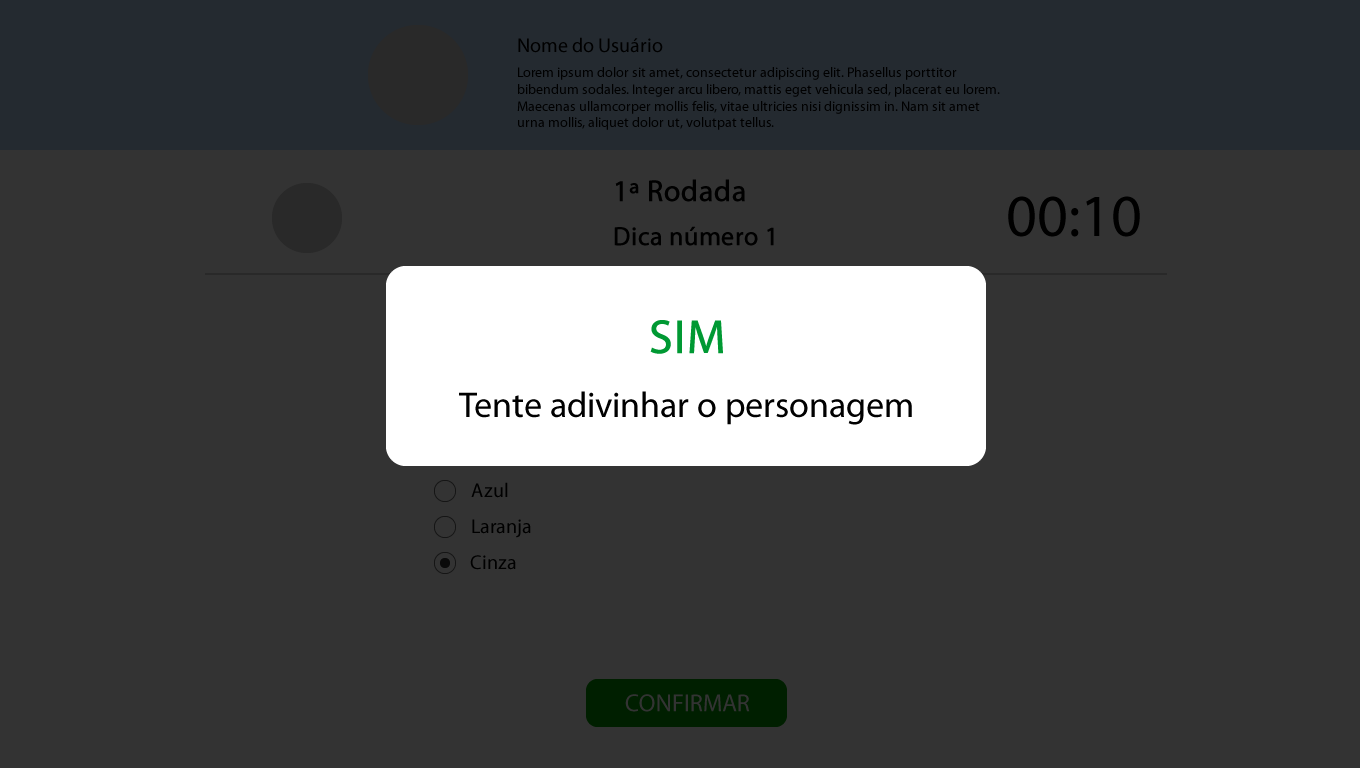 Nome do Usuário
Lorem ipsum dolor sit amet, consectetur adipiscing elit. Phasellus porttitor
bibendum sodales. Integer arcu libero, mattis eget vehicula sed, placerat eu lorem.
Maecenas ullamcorper mollis felis, vitae ultricies nisi dignissim in. Nam sit amet
urna mollis, aliquet dolor ut, volutpat tellus.
1ª Rodada
Dica número 1
00:10
SIM
Tente adivinhar o personagem
Azul
Laranja
Cinza
CONFIRMAR